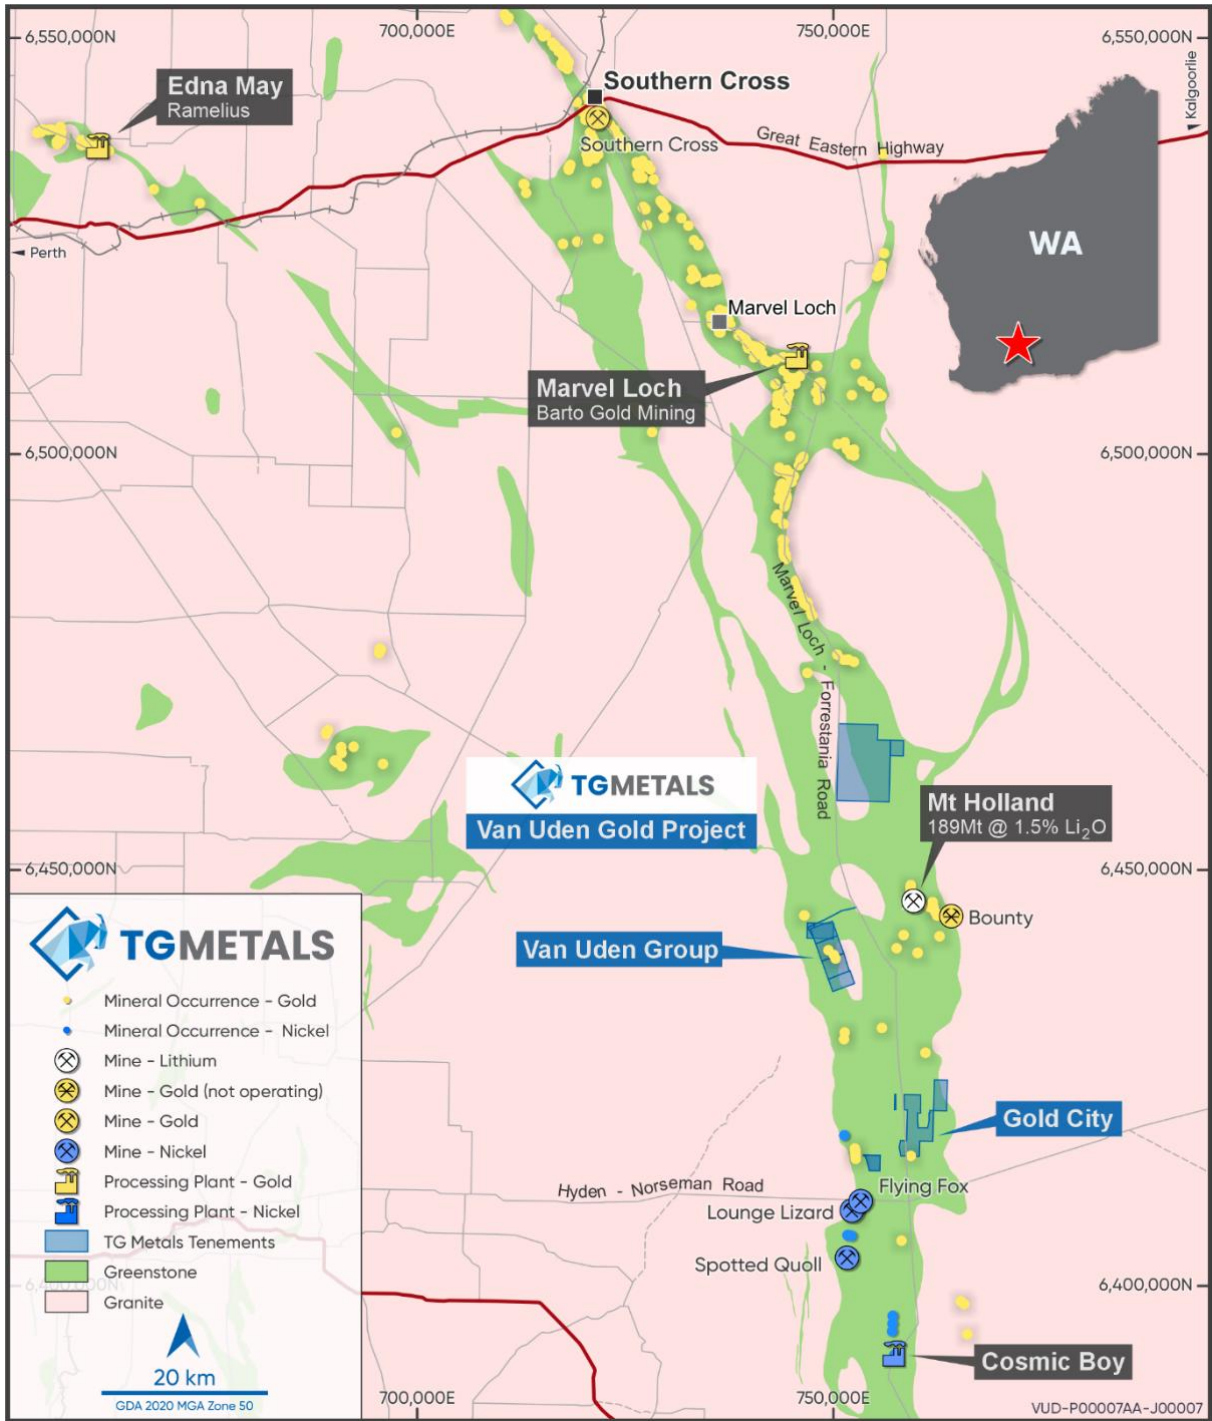 700,000E
750,000E
6,550,000N
6,550,000N
Kalgoorlie
Edna May
Ramelius
Southern Cross
Southern Cross
Great Eastern Highway
Perth
WA
Marvel Loch
Marvel Loch
Barto Gold Mining
6,500,000N
6,500,000N
Marvel Loch - Forrestania Road
TGMETALS
Van Uden Gold Project
Mt Holland
189Mt @ 1.5% Li₂O
6,450,000N
6,450,000N
Bounty
Van Uden Group
Gold City
Flying Fox
Hyden - Norseman Road
Lounge Lizard
Spotted Quoll
6,400,000N
6,400,000N
Cosmic Boy
700,000E
750,000E
VUD-P00007AA-J00007
TGMETALS
Mineral Occurrence - Gold
Mineral Occurrence - Nickel
Mine - Lithium
Mine - Gold (not operating)
Mine - Gold
Mine - Nickel
Processing Plant - Gold
Processing Plant - Nickel
TG Metals Tenements
Greenstone
Granite
20 km
GDA 2020 MGA Zone 50